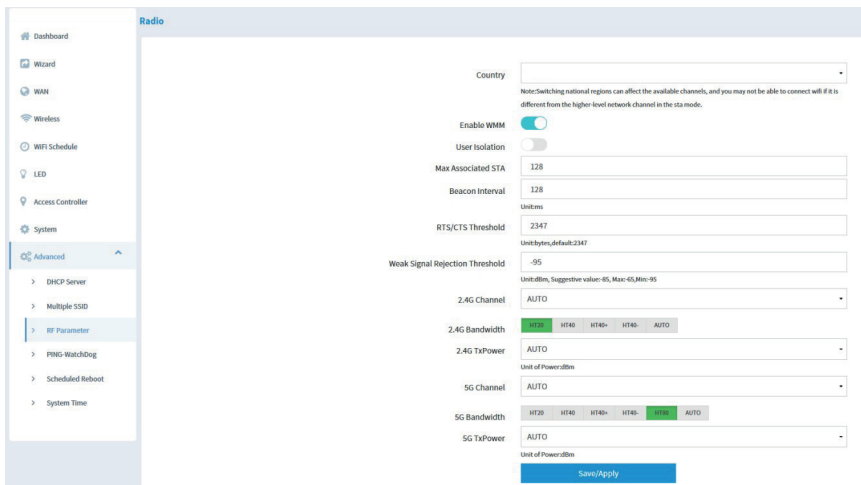 Radio
Dashboard
Wizard
WAN
Wireless
WiFi Schedule
LED
Access Controller
System
Advanced
DHCP Server
Multiple SSID
RF Parameter
PING-WatchDog
Scheduled Reboot
System Time
Country
Note:Switching national regions can affect the available channels, and you may not be able to connect wifi if it is
different from the higher-level network channel in the sta mode.
Enable WMM
User Isolation
Max Associated STA 128
Beacon Interval 128
Unit:ms
RTS/CTS Threshold 2347
Unit:bytes,default:2347
Weak Signal Rejection Threshold -95
Unit:dBm, Suggestive value:-85, Max:-65,Min:-95
2.4G Channel AUTO
2.4G Bandwidth HT20 HT40 HT40+ HT40- AUTO
2.4G TxPower AUTO
Unit of Power:dBm
5G Channel AUTO
5G Bandwidth HT20 HT40 HT40+ HT40- HT80 AUTO
5G TxPower AUTO
Unit of Power:dBm
Save/Apply